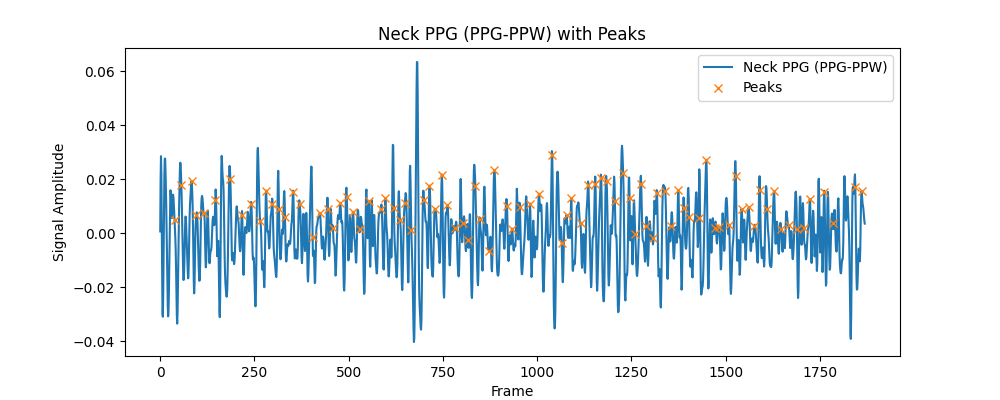 Neck PPG (PPG-PPW) with Peaks
Neck PPG (PPG-PPW)
Peaks
0.06
0.04
0.02
0.00
−0.02
−0.04
Signal Amplitude
0
250
500
750
1000
1250
1500
1750
Frame